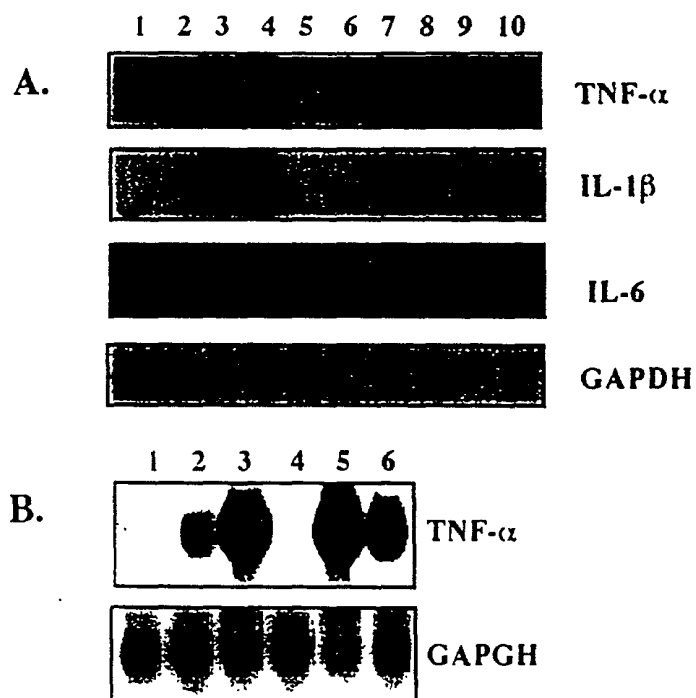 1 2 3 4 5 6 7 8 9 10
A.
TNF-α
IL-1β
IL-6
GAPDH
1 2 3 4 5 6
B.
TNF-α
GAPGH